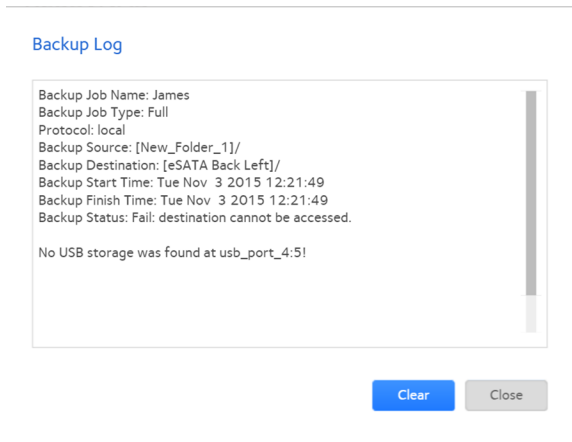 Backup Log
Backup Job Name: James
Backup Job Type: Full
Protocol: local
Backup Source: [New_Folder_1]/
Backup Destination: [eSATA Back Left]/
Backup Start Time: Tue Nov  3 2015 12:21:49
Backup Finish Time: Tue Nov  3 2015 12:21:49
Backup Status: Fail: destination cannot be accessed.
No USB storage was found at usb_port_4:5!
Clear
Close